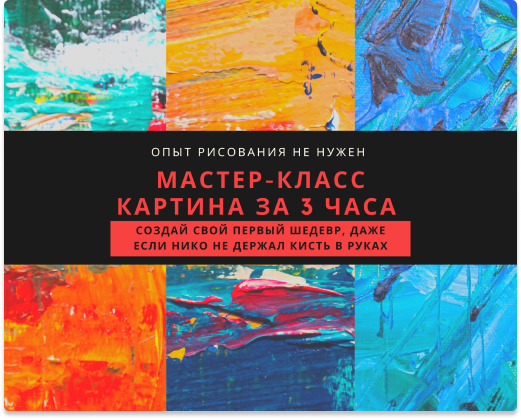 ОПЫТ РИСОВАНИЯ НЕ НУЖЕН
МАСТЕР-КЛАСС
КАРТИНА ЗА 3 ЧАСА
СОЗДАЙ СВОЙ ПЕРВЫЙ ШЕДЕВР, ДАЖЕ
ЕСЛИ НИКО НЕ ДЕРЖАЛ КИСТЬ В РУКАХ